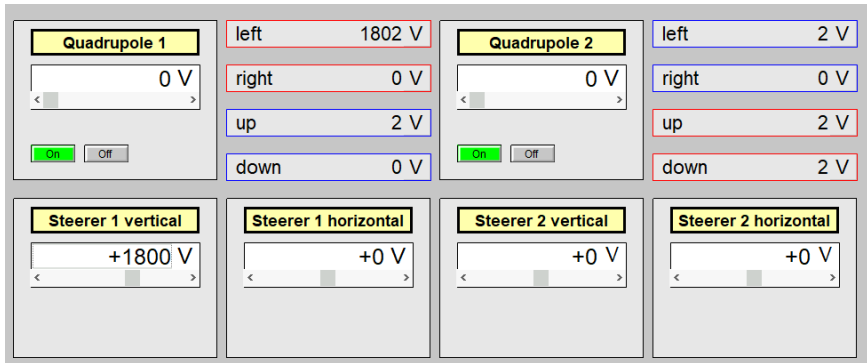 Quadrupole 1
0 V
On Off
left 1802 V
right 0 V
up 2 V
down 0 V
Quadrupole 2
0 V
On Off
left 2 V
right 0 V
up 2 V
down 2 V
Steerer 1 vertical
+1800 V
Steerer 1 horizontal
+0 V
Steerer 2 vertical
+0 V
Steerer 2 horizontal
+0 V